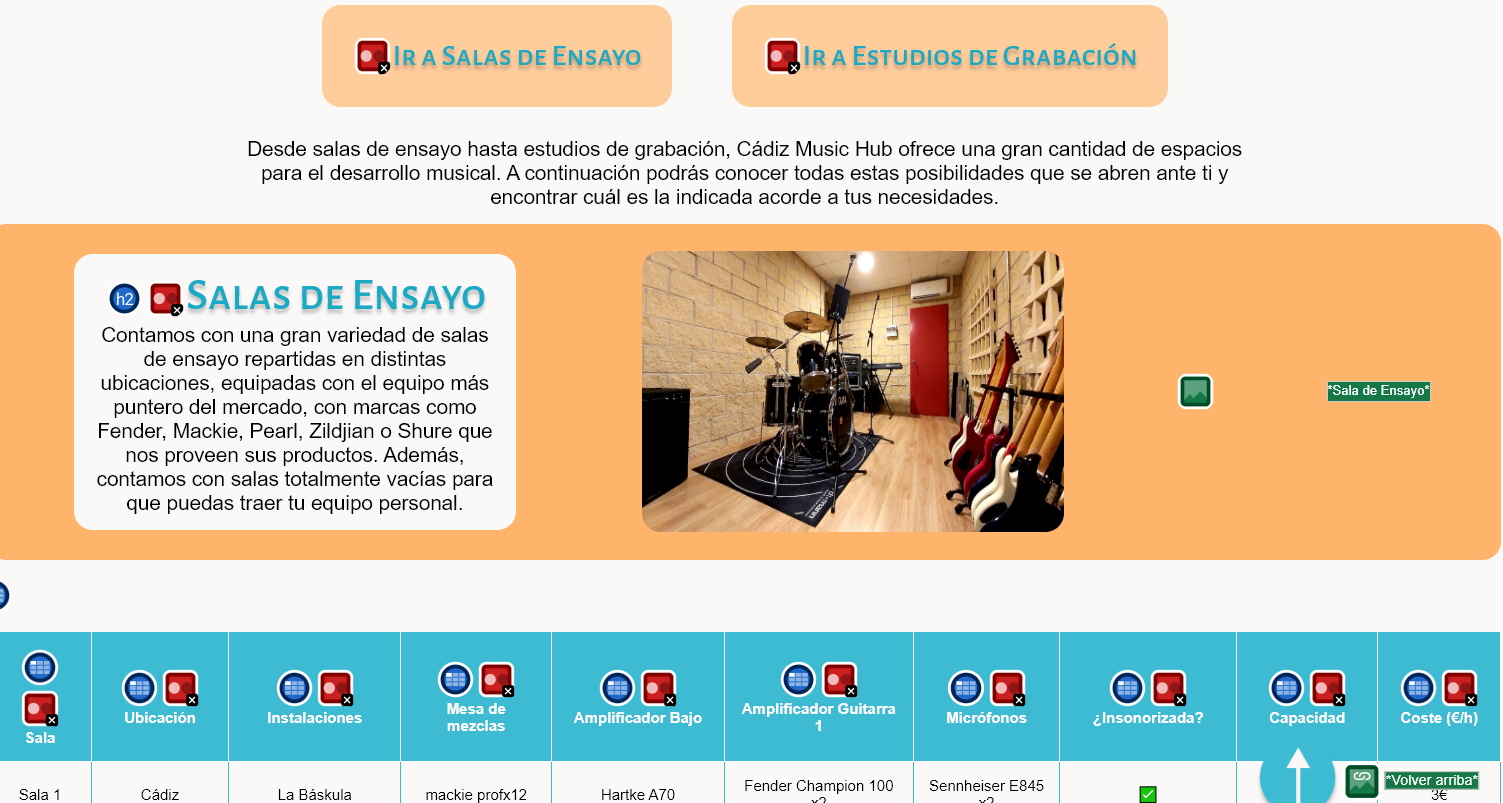 Ir a Salas de Ensayo
Ir a Estudios de Grabación
Desde salas de ensayo hasta estudios de grabación, Cádiz Music Hub ofrece una gran cantidad de espacios
para el desarrollo musical. A continuación podrás conocer todas estas posibilidades que se abren ante ti y
encontrar cuál es la indicada acorde a tus necesidades.
h2 Salas de Ensayo
Contamos con una gran variedad de salas
de ensayo repartidas en distintas
ubicaciones, equipadas con el equipo más
puntero del mercado, con marcas como
Fender, Mackie, Pearl, Zildjian o Shure que
nos proveen sus productos. Además,
contamos con salas totalmente vacías para
que puedas traer tu equipo personal.
*Sala de Ensayo*
Sala
Ubicación
Instalaciones
Mesa de
mezclas
Amplificador Bajo
Amplificador Guitarra
1
Micrófonos
¿Insonorizada?
Capacidad
Coste (€/h)
Sala 1
Cádiz
La Báskula
mackie profx12
Hartke A70
Fender Champion 100
x2
Sennheiser E845
x2
*Volver arriba*
3€